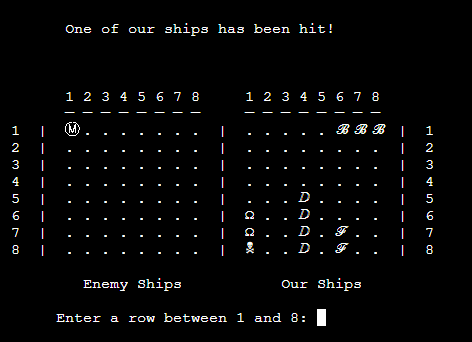 One of our ships has been hit!
1 2 3 4 5 6 7 8 1 2 3 4 5 6 7 8
— — — — — — — — — — — — — — — —
1 | Ⓜ . . . . . . . | . . . . . ℬ ℬ ℬ | 1
2 | . . . . . . . . | . . . . . . . . | 2
3 | . . . . . . . . | . . . . . . . . | 3
4 | . . . . . . . . | . . . . . . . . | 4
5 | . . . . . . . . | . . . D . . . . | 5
6 | . . . . . . . . | Ω . . D . . . . | 6
7 | . . . . . . . . | Ω . . D . ℱ . . | 7
8 | . . . . . . . . | ☠ . . D . ℱ . . | 8
Enemy Ships Our Ships
Enter a row between 1 and 8: